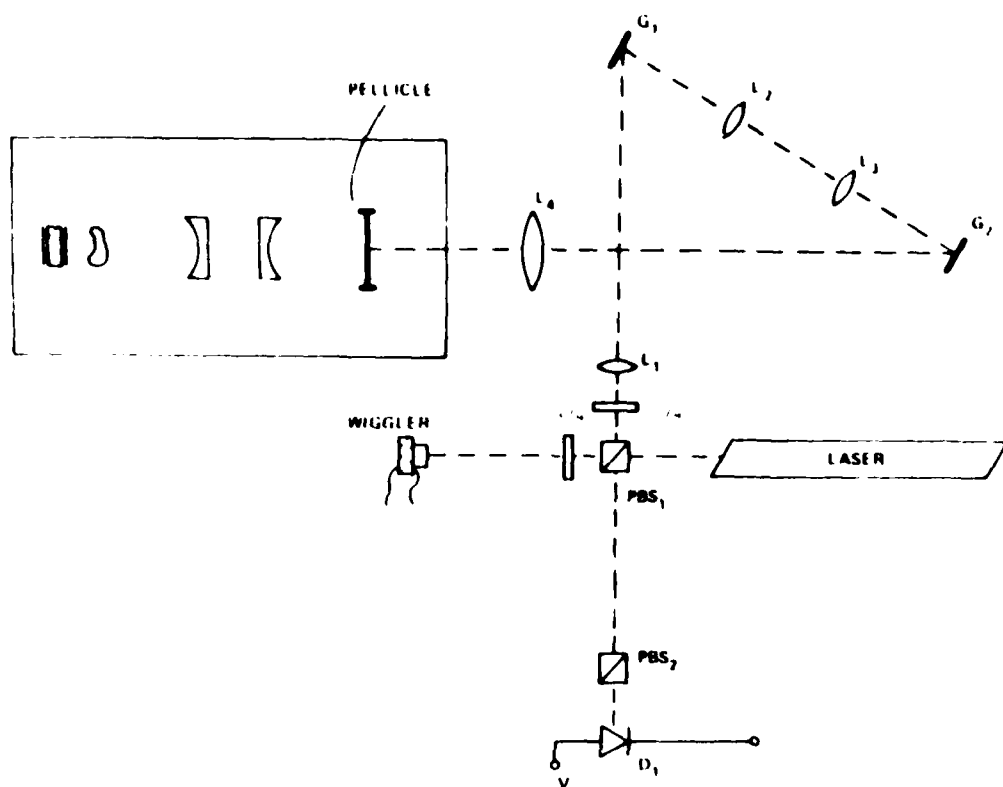 G₁
PELLICLE
L₂
L₃
L₄
G₂
L₁
WIGGLER
LASER
PBS₁
PBS₂
D₁
V